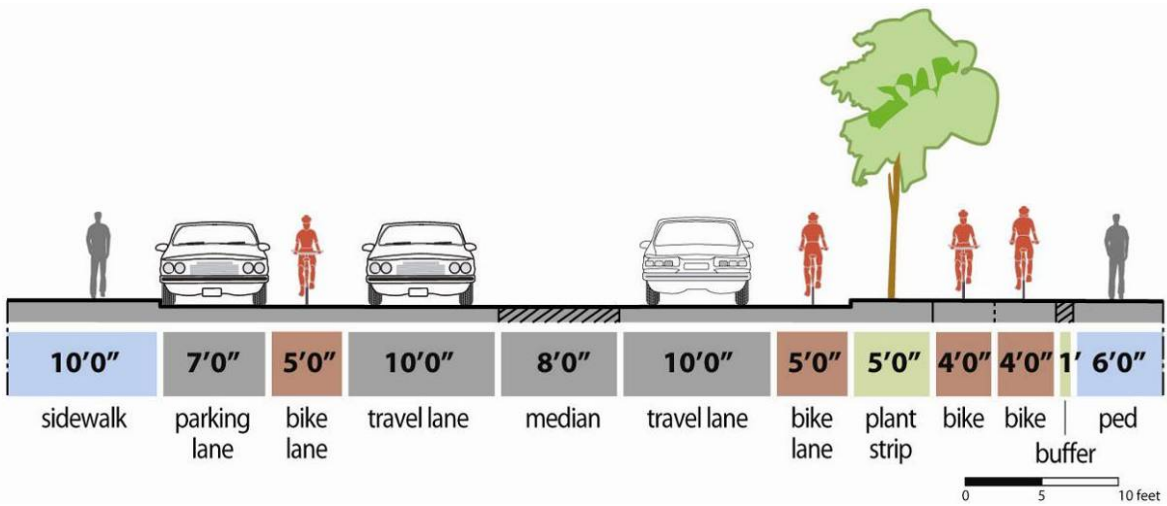 10’0” 7’0” 5’0” 10’0” 8’0” 10’0” 5’0” 5’0” 4’0” 4’0” 1’ 6’0”
sidewalk
parking
lane
bike
lane
travel lane
median
travel lane
bike
lane
plant
strip
bike
bike
buffer
ped
0 5 10 feet